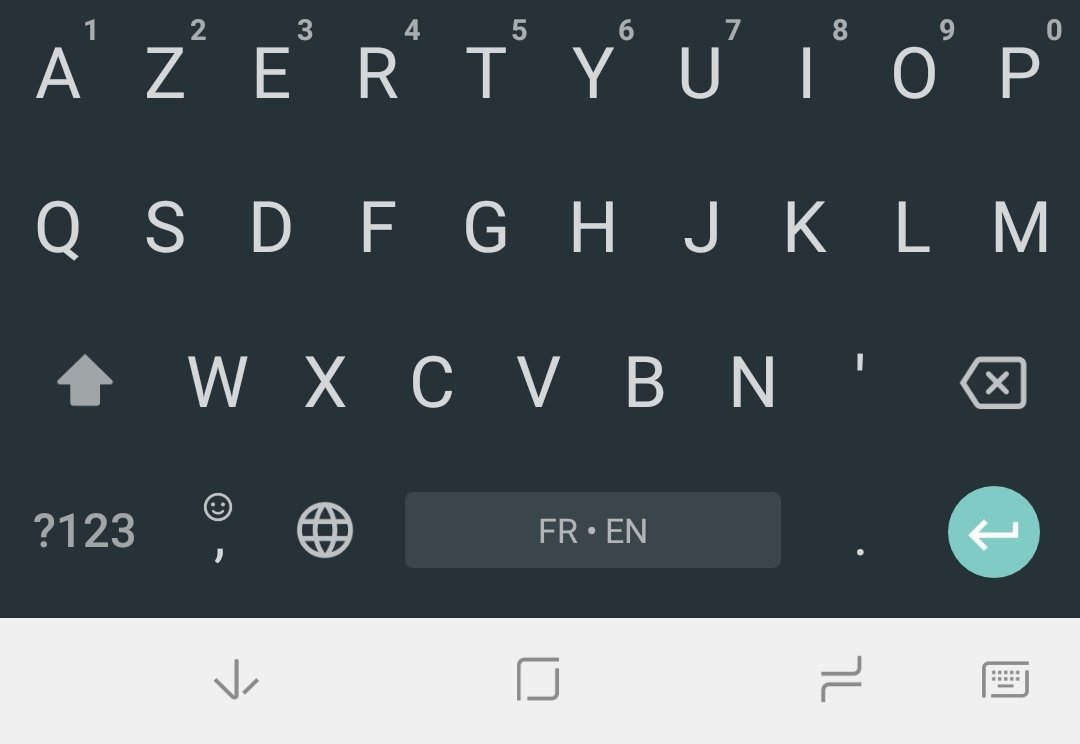 1 2 3 4 5 6 7 8 9 0
A Z E R T Y U I O P
Q S D F G H J K L M
W X C V B N '
?123 , FR • EN .